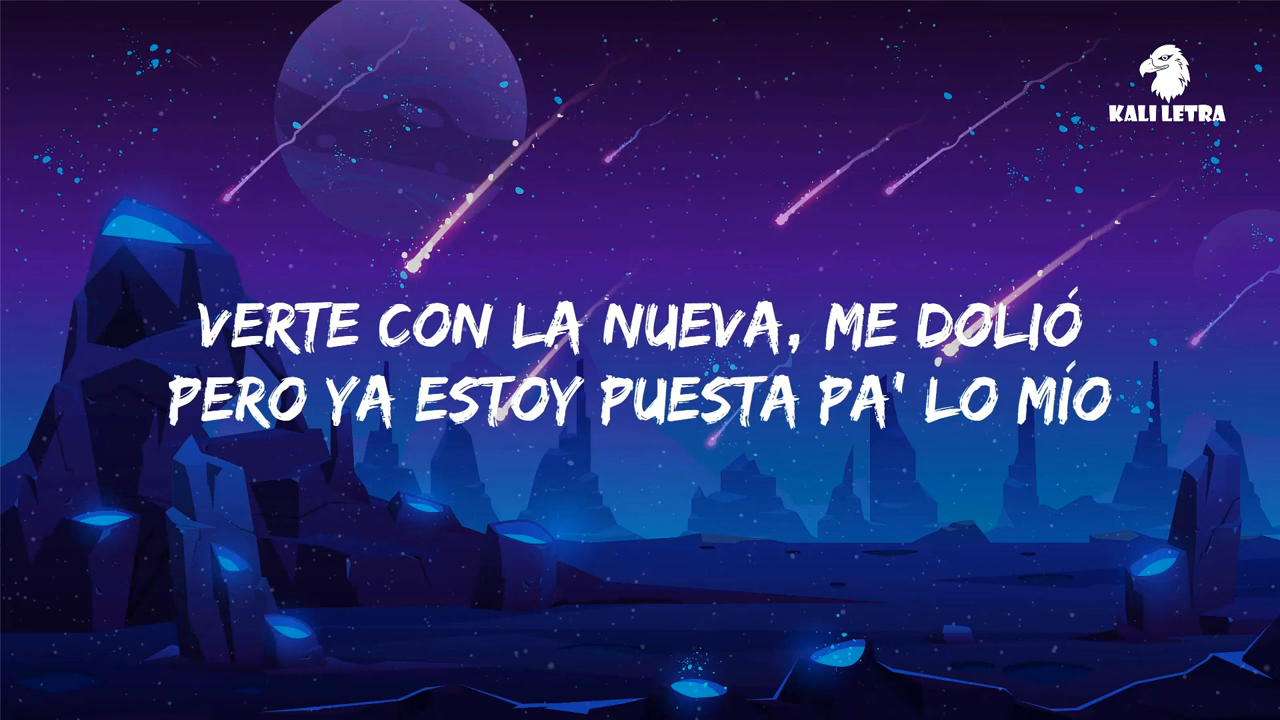 KALI LETRA
VERTE CON LA NUEVA, ME DOLIÓ
PERO YA ESTOY PUESTA PA' LO MÍO